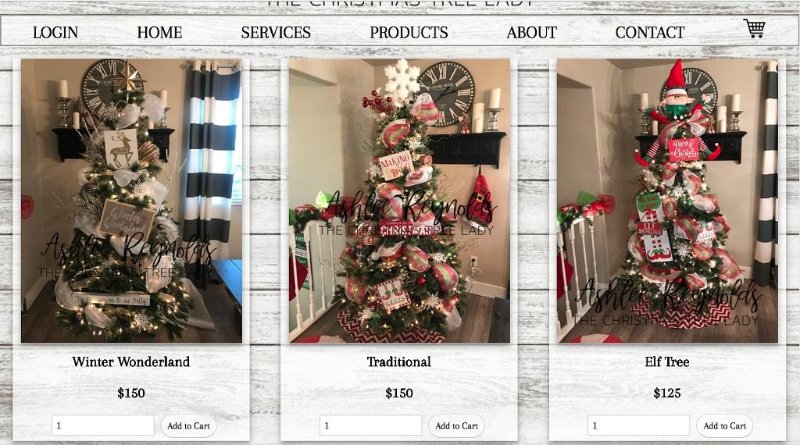 THE CHRISTMAS TREE LADY
LOGIN HOME SERVICES PRODUCTS ABOUT CONTACT
Ashlee Reynolds
THE CHRISTMAS TREE LADY
Ashlee Reynolds
THE CHRISTMAS TREE LADY
Ashlee Reynolds
THE CHRISTMAS TREE LADY
Winter Wonderland Traditional Elf Tree
$150 $150 $125
1 Add to Cart 1 Add to Cart 1 Add to Cart